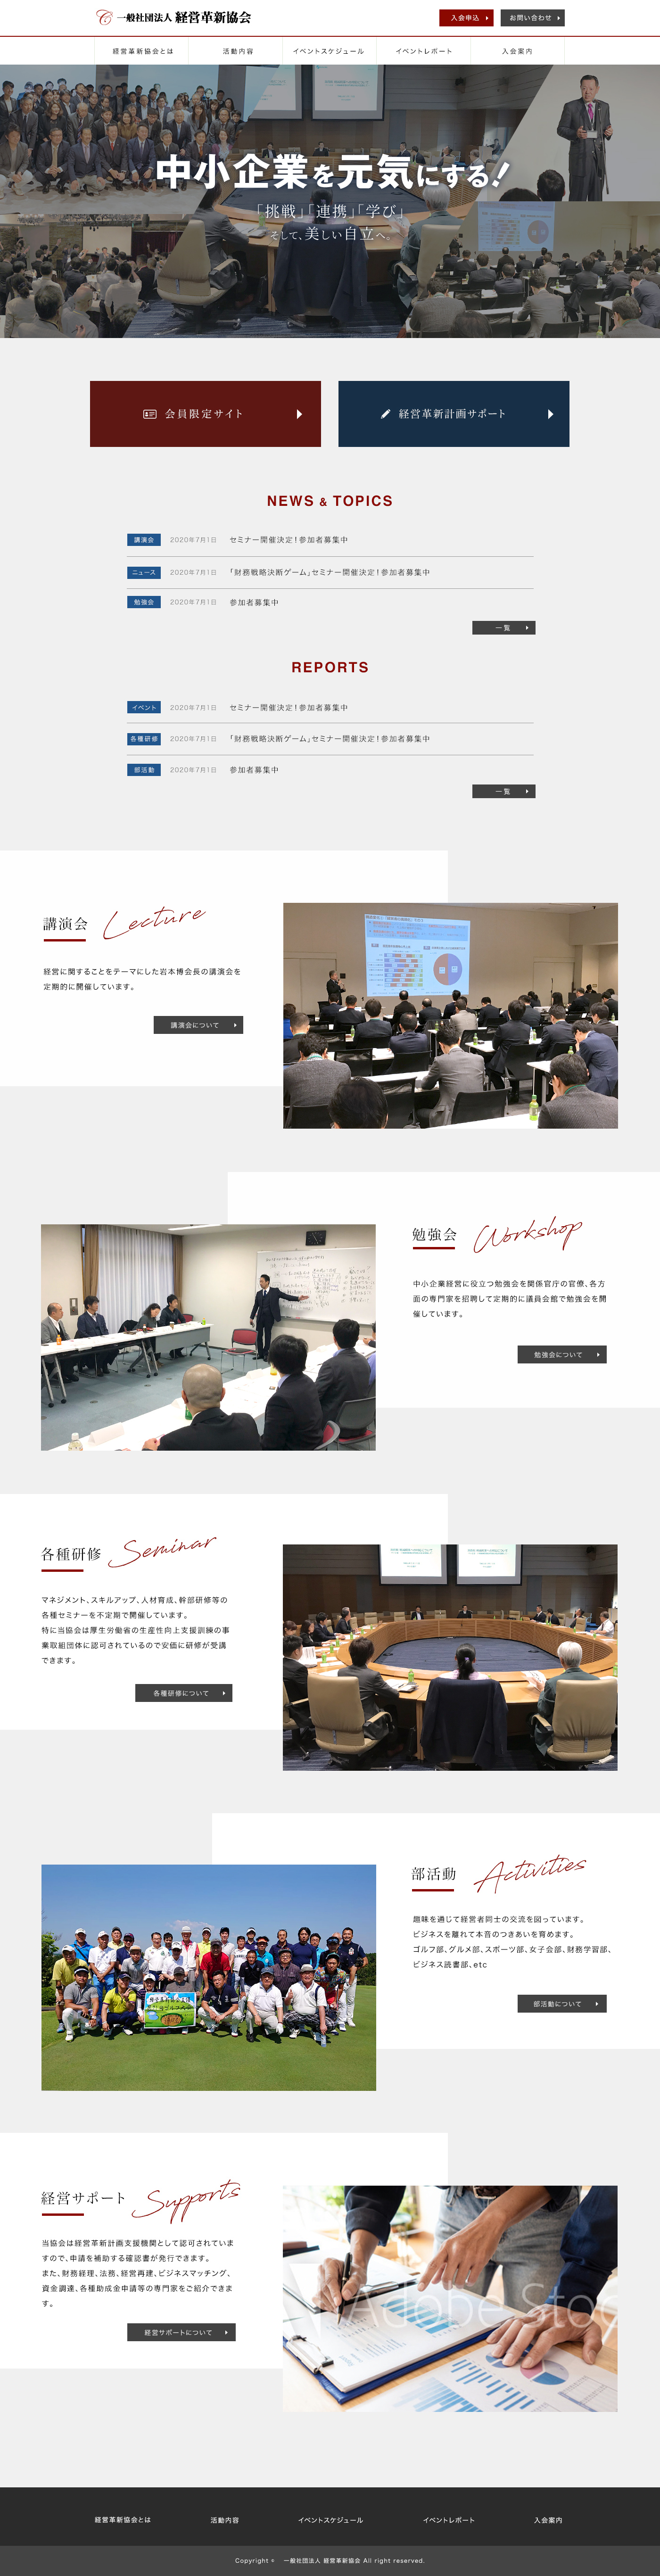 一般社団法人 経営革新協会
入会申込
お問い合わせ
経営革新協会とは
活動内容
イベントスケジュール
イベントレポート
入会案内
中小企業を元気にする!
「挑戦」「連携」「学び」
そして、美しい自立へ。
会員限定サイト
経営革新計画サポート
NEWS & TOPICS
講演会 2020年7月1日 セミナー開催決定!参加者募集中
ニュース 2020年7月1日 「財務戦略決断ゲーム」セミナー開催決定!参加者募集中
勉強会 2020年7月1日 参加者募集中
一覧
REPORTS
イベント 2020年7月1日 セミナー開催決定!参加者募集中
各種研修 2020年7月1日 「財務戦略決断ゲーム」セミナー開催決定!参加者募集中
部活動 2020年7月1日 参加者募集中
一覧
講演会 Lecture
経営に関することをテーマにした岩本博会長の講演会を
定期的に開催しています。
講演会について
勉強会 Workshop
中小企業経営に役立つ勉強会を関係官庁の官僚、各方
面の専門家を招聘して定期的に議員会館で勉強会を開
催しています。
勉強会について
各種研修 Seminar
マネジメント、スキルアップ、人材育成、幹部研修等の
各種セミナーを不定期で開催しています。
特に当協会は厚生労働省の生産性向上支援訓練の事
業取組団体に認可されているので安価に研修が受講
できます。
各種研修について
部活動 Activities
趣味を通じて経営者同士の交流を図っています。
ビジネスを離れて本音のつきあいを育めます。
ゴルフ部、グルメ部、スポーツ部、女子会部、財務学習部、
ビジネス読書部、etc
部活動について
経営サポート Supports
当協会は経営革新計画支援機関として認可されていま
すので、申請を補助する確認書が発行できます。
また、財務経理、法務、経営再建、ビジネスマッチング、
資金調達、各種助成金申請等の専門家をご紹介できま
す。
経営サポートについて
Adobe Stoc
経営革新協会とは
活動内容
イベントスケジュール
イベントレポート
入会案内
Copyright © 一般社団法人 経営革新協会 All right reserved.